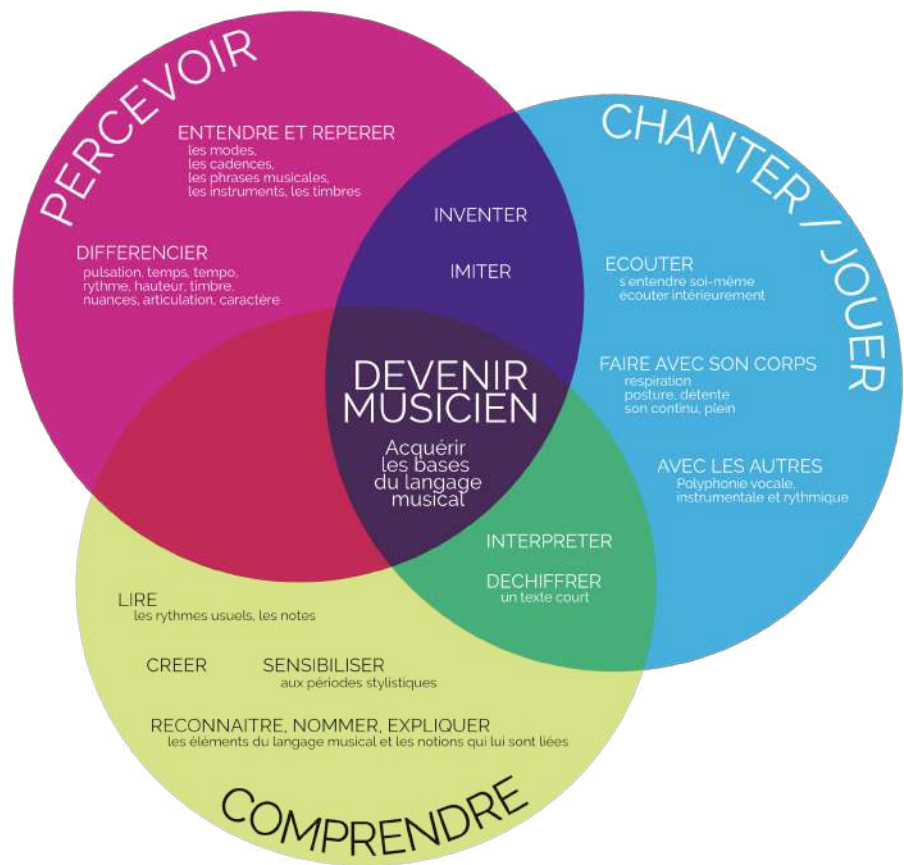 PERCEVOIR
ENTENDRE ET REPERER
les modes,
les cadences,
les phrases musicales,
les instruments, les timbres
DIFFERENCIER
pulsation, temps, tempo,
rythme, hauteur, timbre,
nuances, articulation, caractère
INVENTER
IMITER
CHANTER / JOUER
ECOUTER
s'entendre soi-même
ecouter intérieurement
FAIRE AVEC SON CORPS
respiration
posture, détente
son continu, plein
AVEC LES AUTRES
Polyphonie vocale,
instrumentale et rythmique
DEVENIR
MUSICIEN
Acquérir
les bases
du langage
musical
INTERPRETER
DECHIFFRER
un texte court
LIRE
les rythmes usuels, les notes
CREER
SENSIBILISER
aux périodes stylistiques
RECONNAITRE, NOMMER, EXPLIQUER
les éléments du langage musical et les notions qui lui sont liées
COMPRENDRE